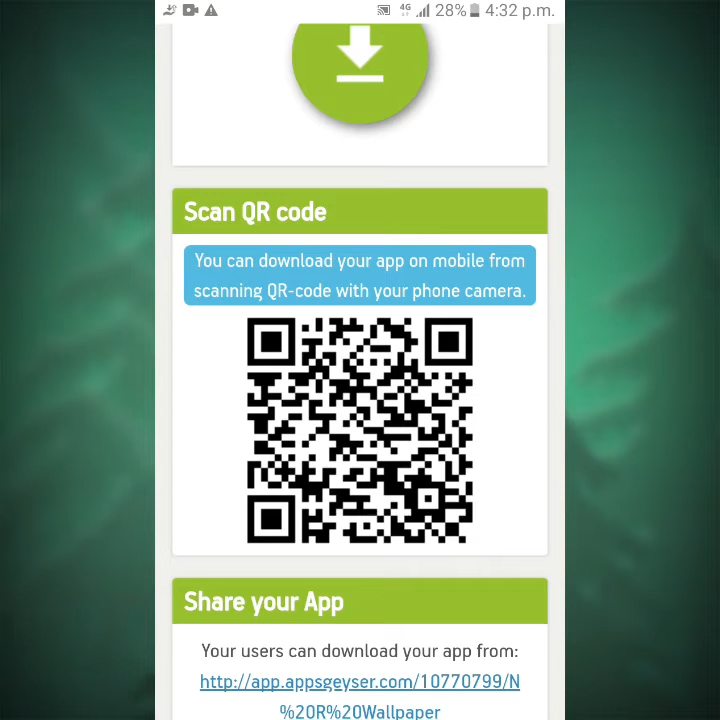 4G 28% 4:32 p.m.
Scan QR code
You can download your app on mobile from
scanning QR-code with your phone camera.
Share your App
Your users can download your app from:
http://app.appsgeyser.com/10770799/N
%20R%20Wallpaper